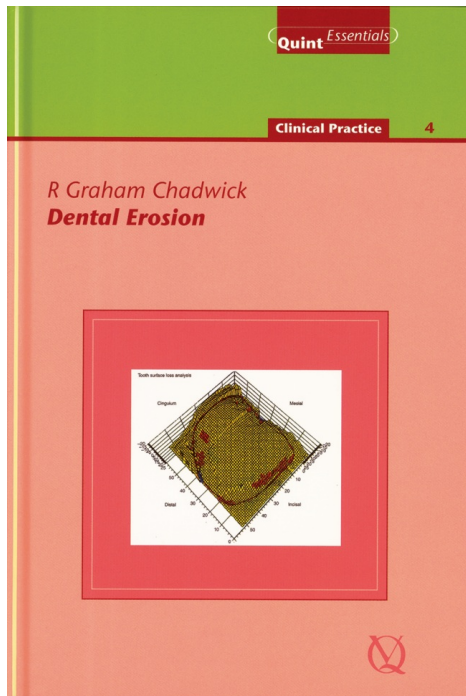 Quint Essentials
Clinical Practice 4
R Graham Chadwick
Dental Erosion
Tooth surface loss analysis
Cingulum
Mesial
Distal
Incisal